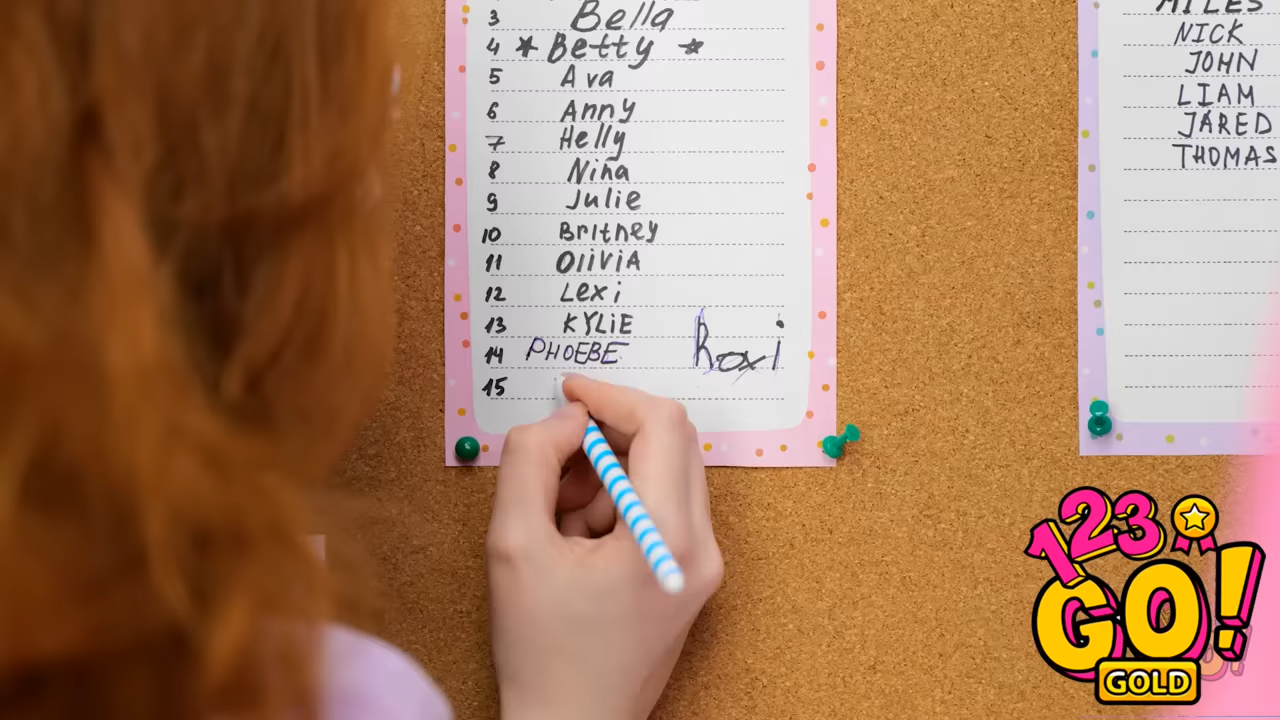 3 Bella
4 * Betty *
5 Ava
6 Anny
7 Helly
8 Nina
9 Julie
10 Britney
11 OliviA
12 Lexi
13 KYLiE
14 PHOEBE
Roxi
15
MILES
NICK
JOHN
LIAM
JARED
THOMAS
123
GO!
GOLD